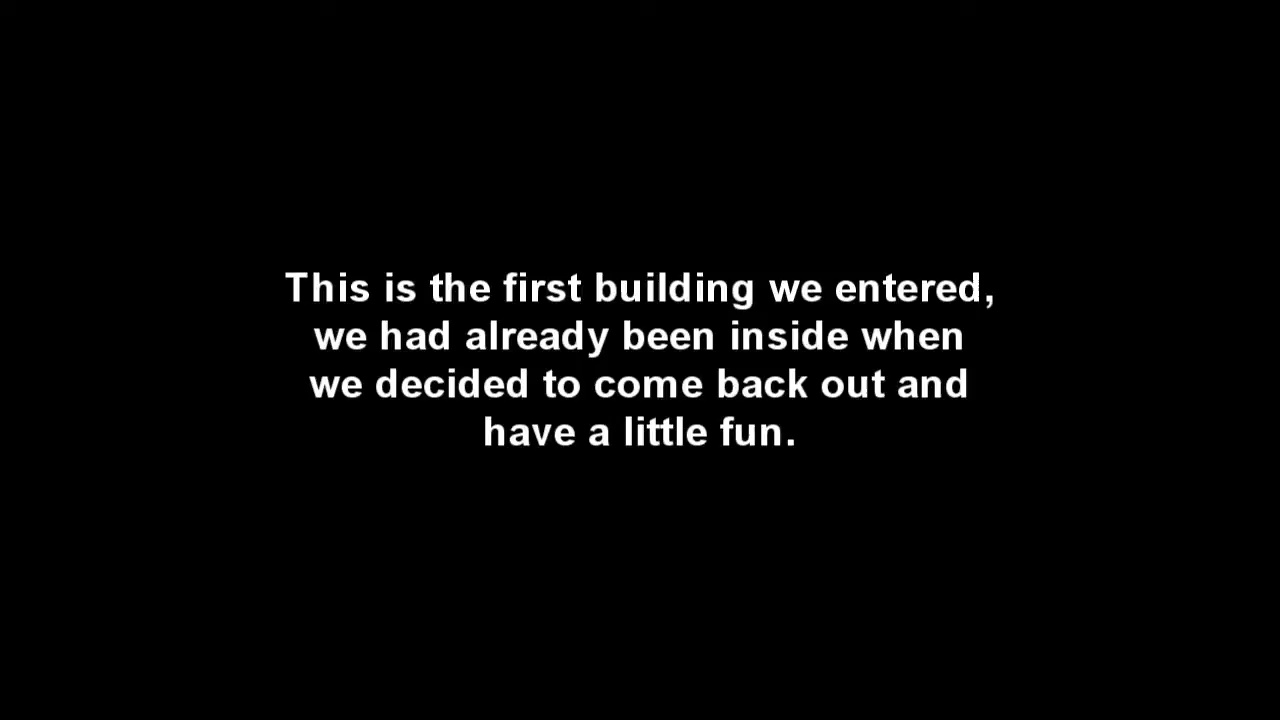 This is the first building we entered,
we had already been inside when
we decided to come back out and
have a little fun.